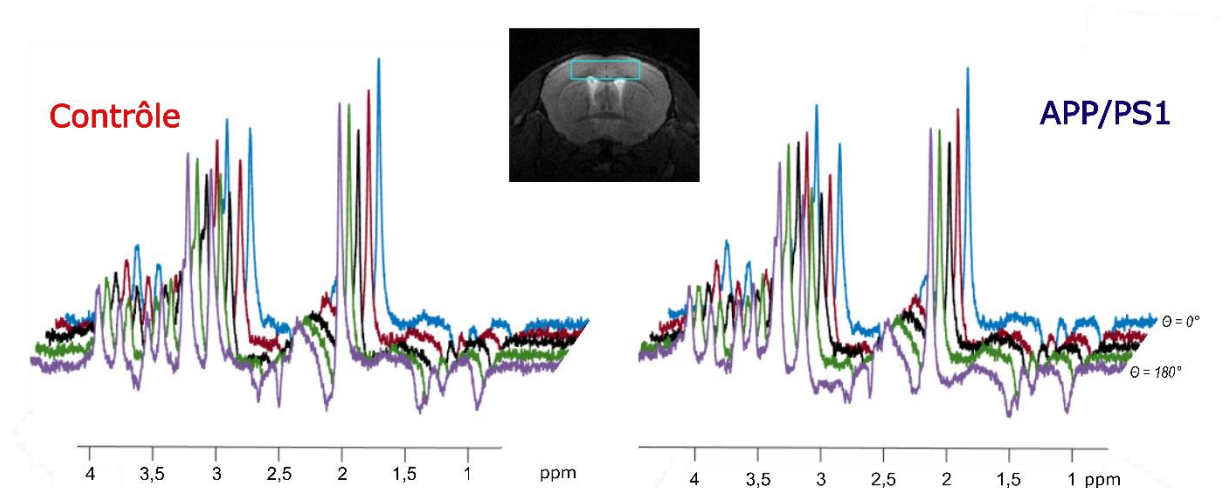 Contrôle
APP/PS1
Θ = 0°
Θ = 180°
4 3,5 3 2,5 2 1,5 1 ppm
4 3,5 3 2,5 2 1,5 1 ppm